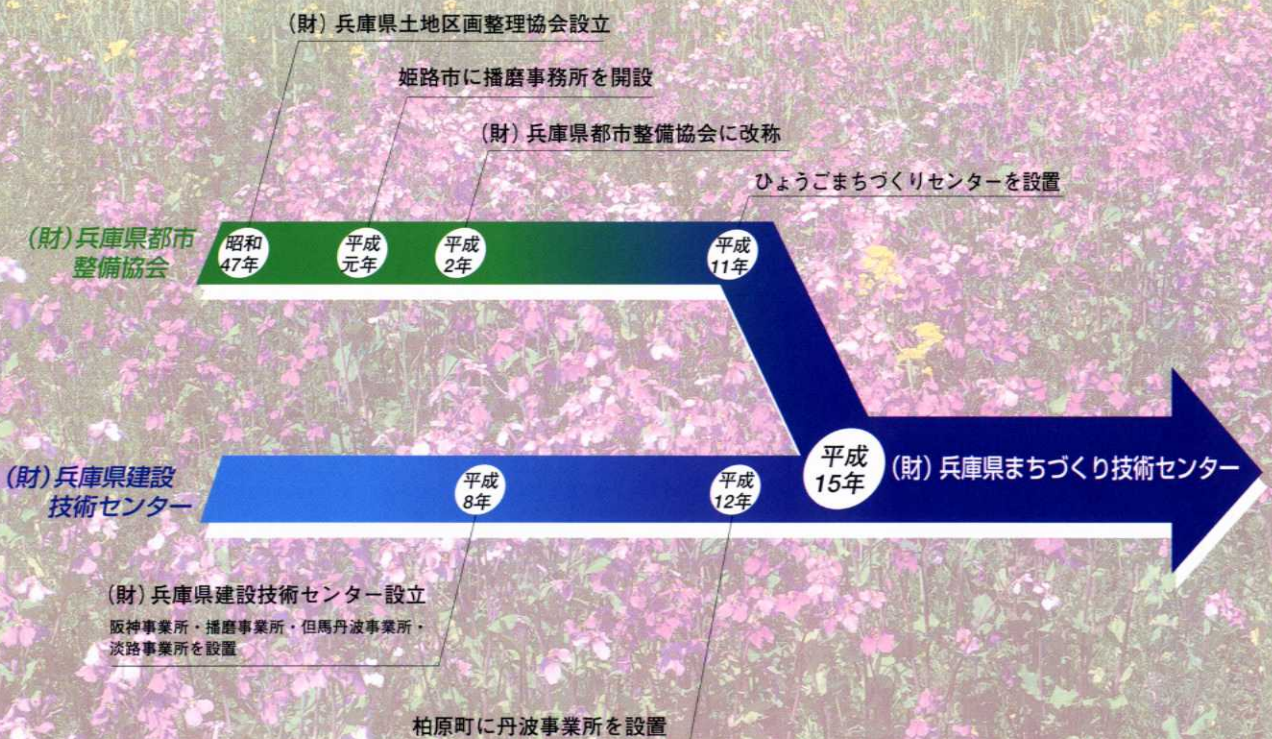 (財)兵庫県土地区画整理協会設立
姫路市に播磨事務所を開設
(財)兵庫県都市整備協会に改称
ひょうごまちづくりセンターを設置
(財)兵庫県都市
整備協会
昭和
47年
平成
元年
平成
2年
平成
11年
(財)兵庫県建設
技術センター
平成
8年
平成
12年
平成
15年
(財)兵庫県まちづくり技術センター
(財)兵庫県建設技術センター設立
阪神事業所・播磨事業所・但馬丹波事業所・
淡路事業所を設置
柏原町に丹波事業所を設置